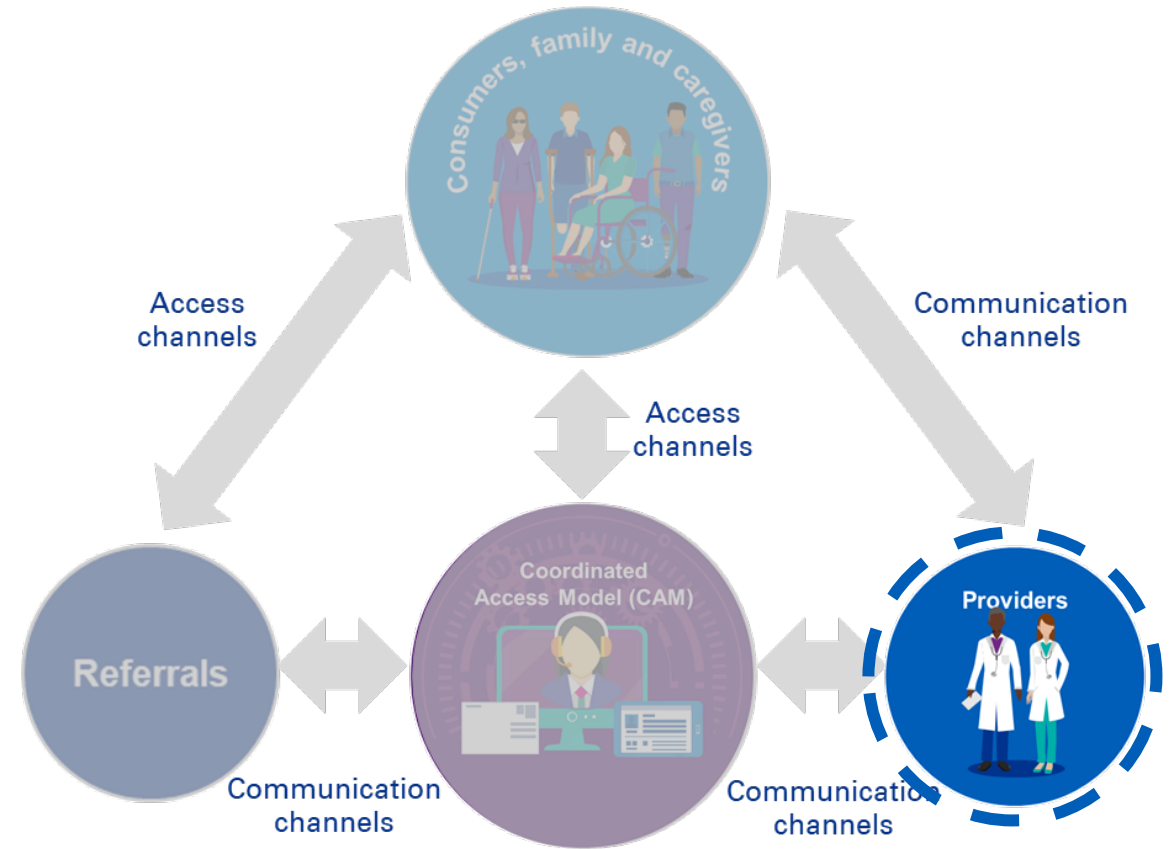 Consumers, family and caregivers
Access
channels
Communication
channels
Access
channels
Coordinated
Access Model (CAM)
Providers
Referrals
Communication
channels
Communication
channels